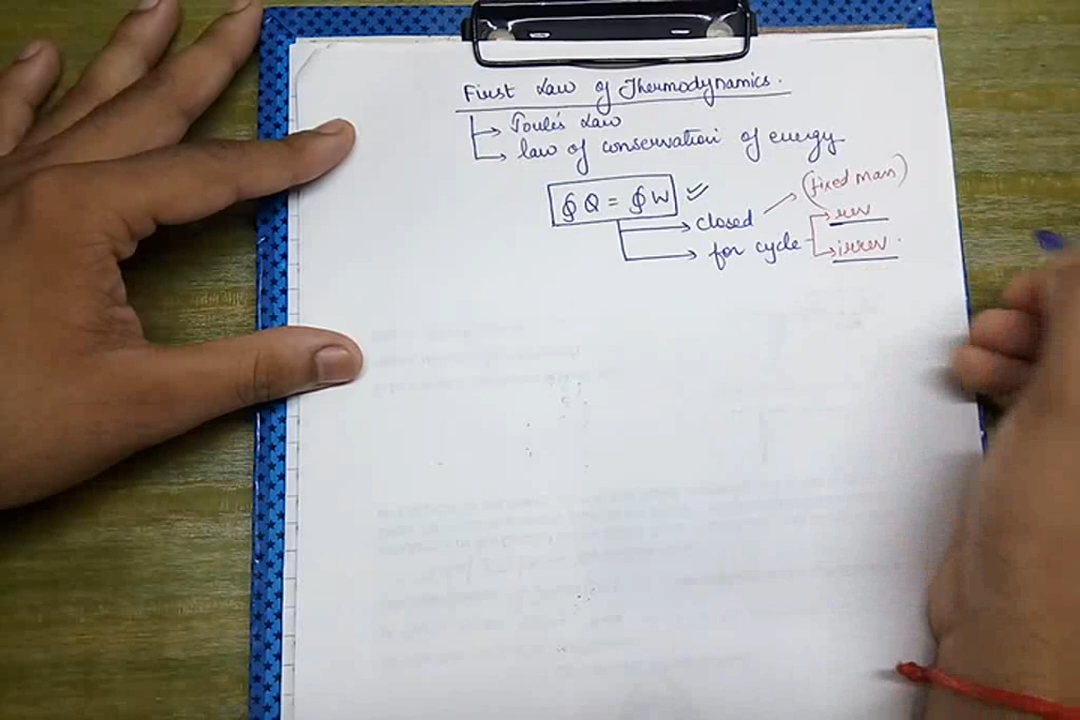 First Law of Thermodynamics.
→ Joule's Law
→ law of conservation of energy
∮Q = ∮W
→ closed (fixed mass)
→ for cycle → rev
→ irrev.